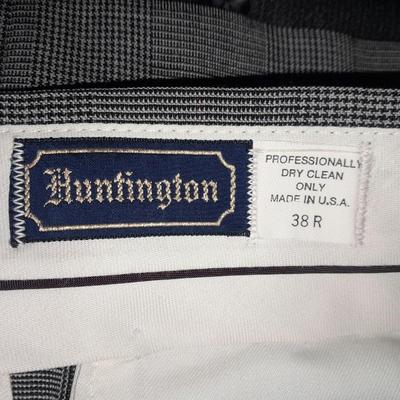 Huntington
PROFESSIONALLY
DRY CLEAN
ONLY
MADE IN U.S.A.
38 R